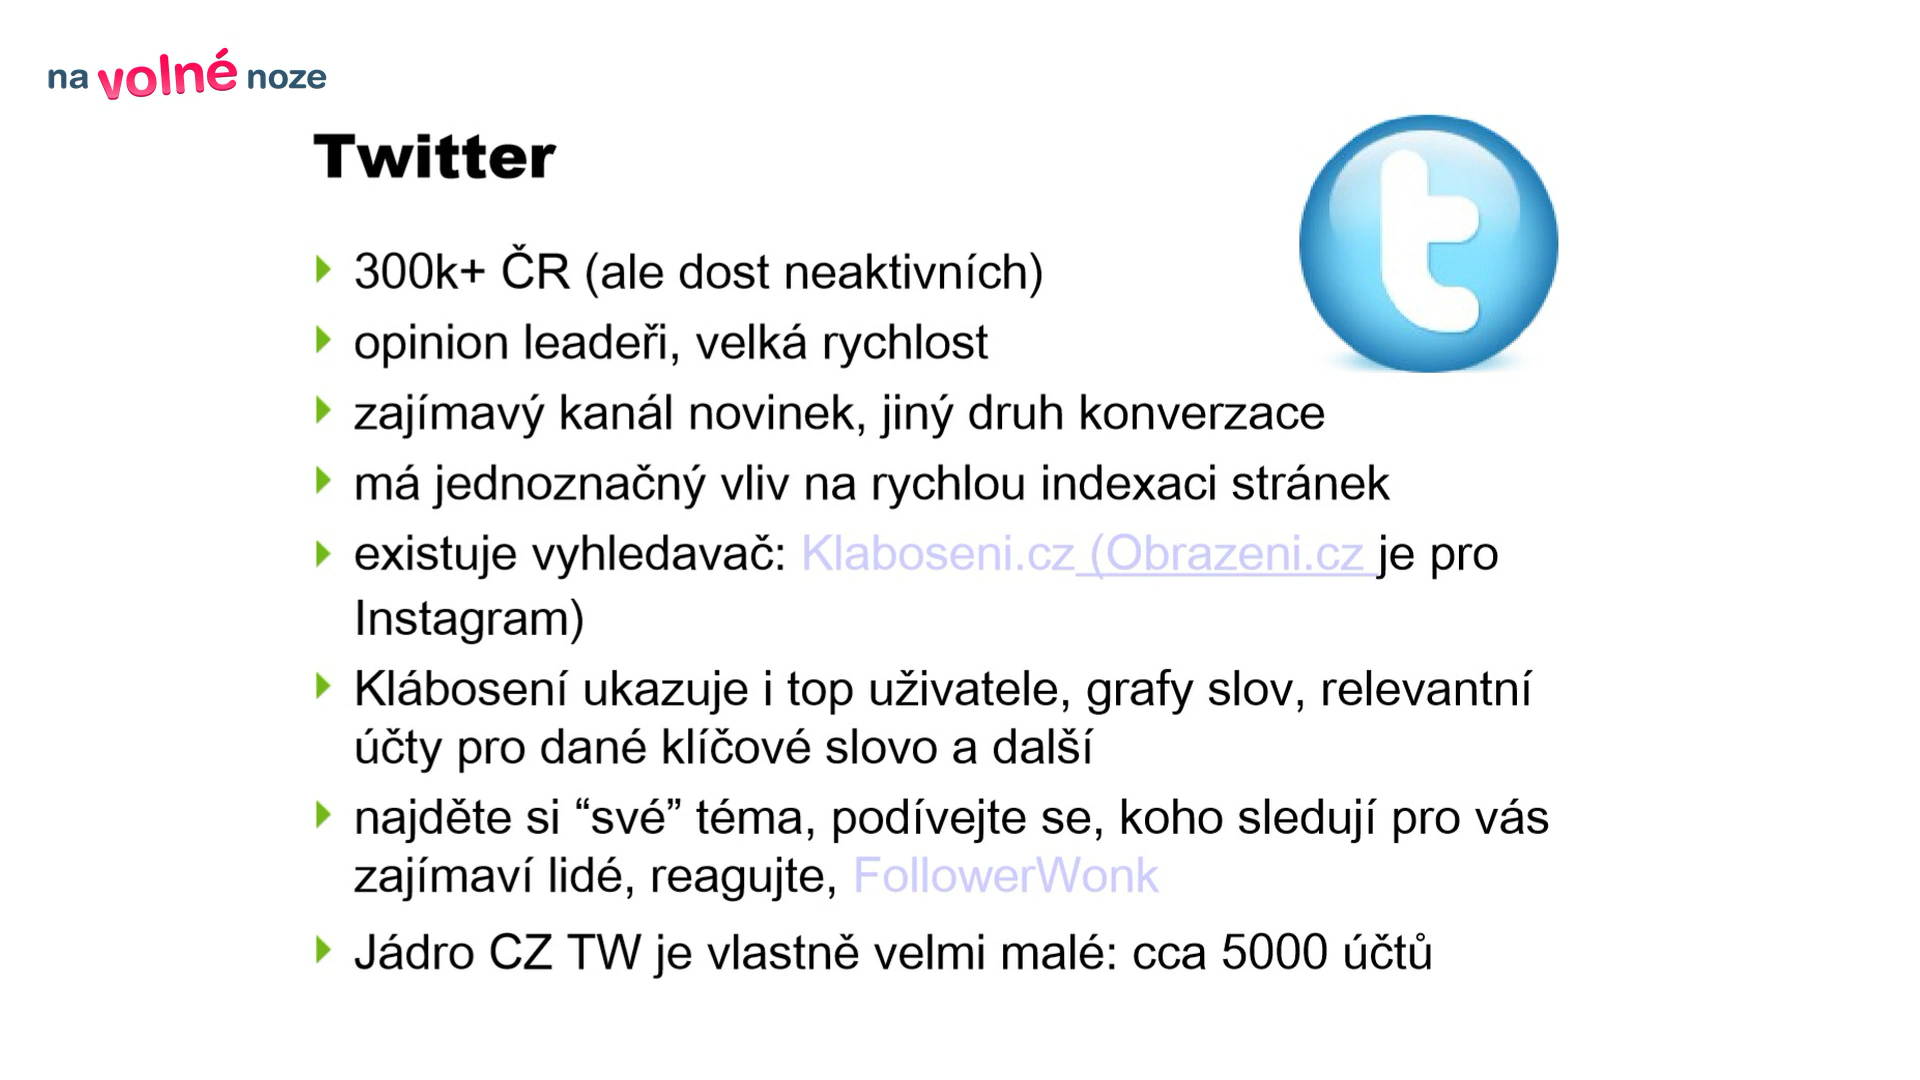 na volné noze
Twitter
300k+ ČR (ale dost neaktivních)
opinion leadeři, velká rychlost
zajímavý kanál novinek, jiný druh konverzace
má jednoznačný vliv na rychlou indexaci stránek
existuje vyhledavač: Klaboseni.cz (Obrazeni.cz je pro
Instagram)
Klábosení ukazuje i top uživatele, grafy slov, relevantní
účty pro dané klíčové slovo a další
najděte si “své” téma, podívejte se, koho sledují pro vás
zajímaví lidé, reagujte, FollowerWonk
Jádro CZ TW je vlastně velmi malé: cca 5000 účtů